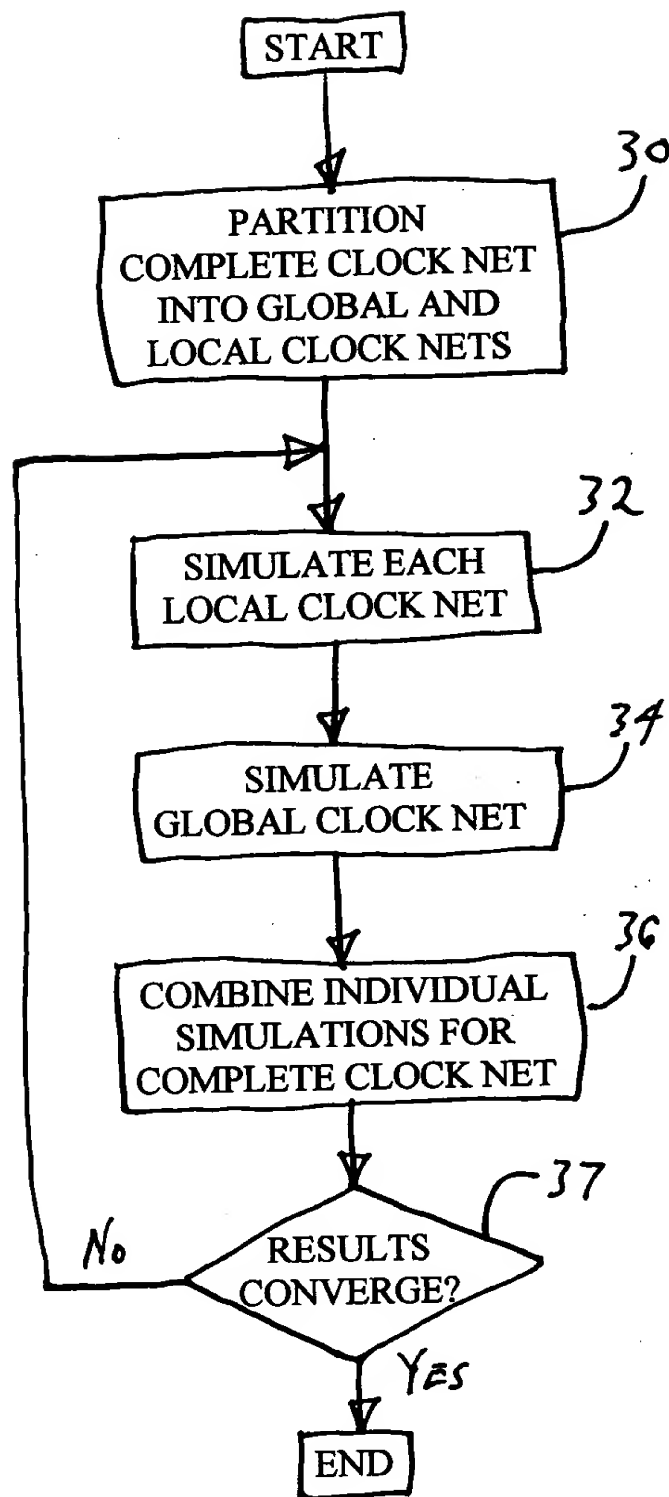 START
30
PARTITION
COMPLETE CLOCK NET
INTO GLOBAL AND
LOCAL CLOCK NETS
32
SIMULATE EACH
LOCAL CLOCK NET
34
SIMULATE
GLOBAL CLOCK NET
36
COMBINE INDIVIDUAL
SIMULATIONS FOR
COMPLETE CLOCK NET
37
RESULTS
CONVERGE?
No
YES
END